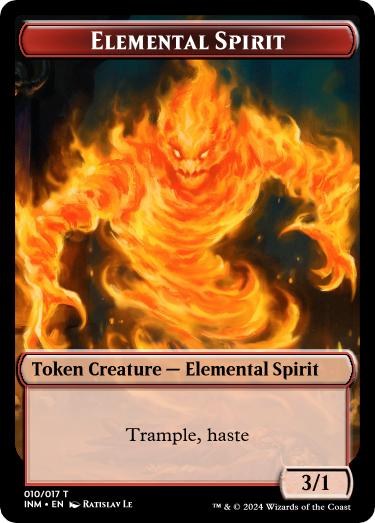 Elemental Spirit
Token Creature — Elemental Spirit
Trample, haste
3/1
010/017 T
INM • EN Ratislav Le
™ & © 2024 Wizards of the Coast